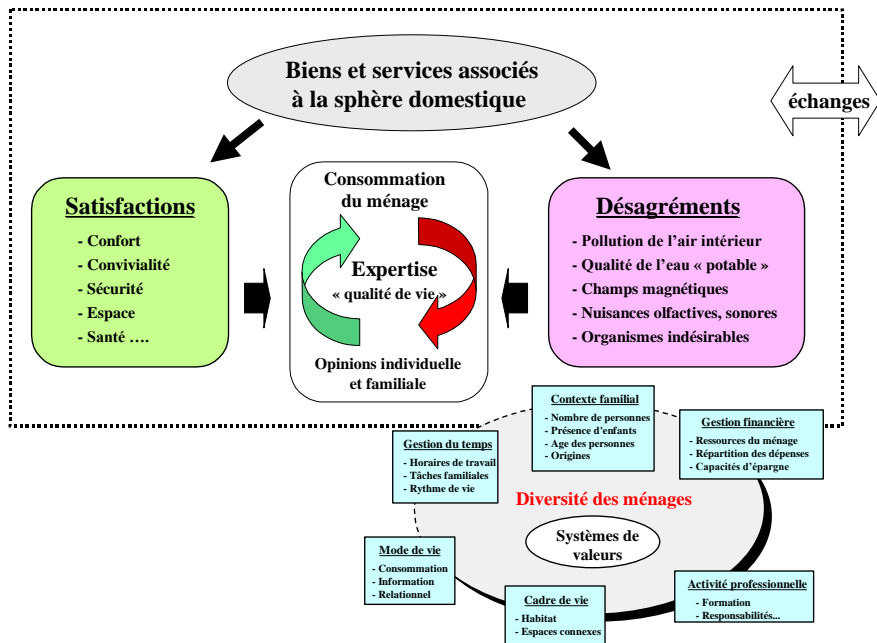 Biens et services associés
à la sphère domestique
échanges
Satisfactions
- Confort
- Convivialité
- Sécurité
- Espace
- Santé ….
Consommation
du ménage
Expertise
« qualité de vie »
Opinions individuelle
et familiale
Désagréments
- Pollution de l’air intérieur
- Qualité de l’eau « potable »
- Champs magnétiques
- Nuisances olfactives, sonores
- Organismes indésirables
Contexte familial
- Nombre de personnes
- Présence d’enfants
- Age des personnes
- Origines
Gestion financière
- Ressources du ménage
- Répartition des dépenses
- Capacités d’épargne
Gestion du temps
- Horaires de travail
- Tâches familiales
- Rythme de vie
Diversité des ménages
Systèmes de
valeurs
Mode de vie
- Consommation
- Information
- Relationnel
Cadre de vie
- Habitat
- Espaces connexes
Activité professionnelle
- Formation
- Responsabilités...